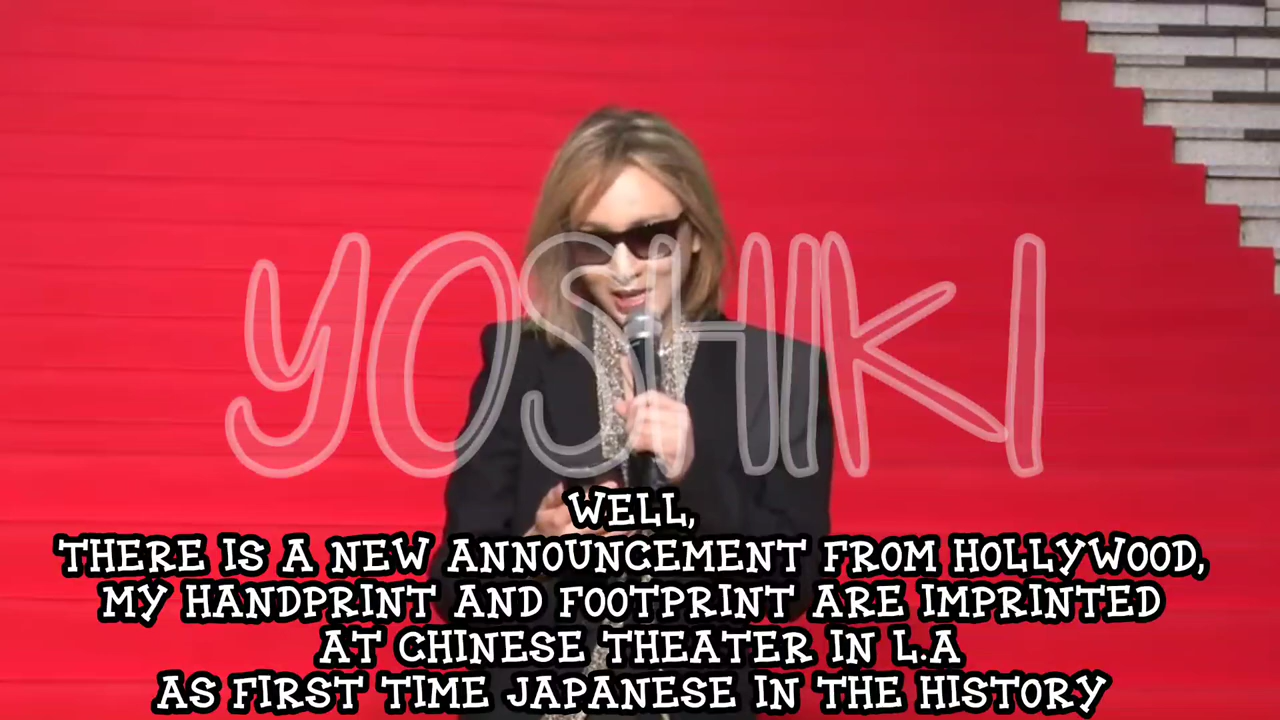 YOSHIKI
WELL,
THERE IS A NEW ANNOUNCEMENT FROM HOLLYWOOD,
MY HANDPRINT AND FOOTPRINT ARE IMPRINTED
AT CHINESE THEATER IN L.A
AS FIRST TIME JAPANESE IN THE HISTORY